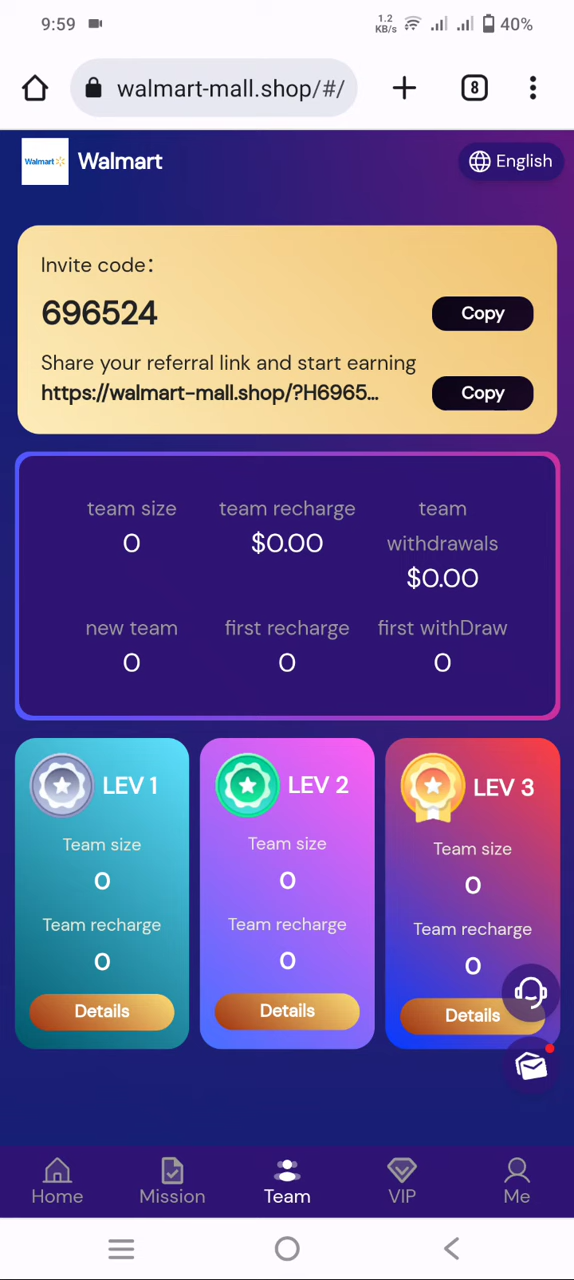 9:59
1.2
KB/s
40%
walmart-mall.shop/#/
8
Walmart
Walmart
English
Invite code:
696524
Copy
Share your referral link and start earning
https://walmart-mall.shop/?H6965...
Copy
team size
team recharge
team withdrawals
0
$0.00
$0.00
new team
first recharge
first withDraw
0
0
0
LEV 1
LEV 2
LEV 3
Team size
Team size
Team size
0
0
0
Team recharge
Team recharge
Team recharge
0
0
0
Details
Details
Details
Home
Mission
Team
VIP
Me